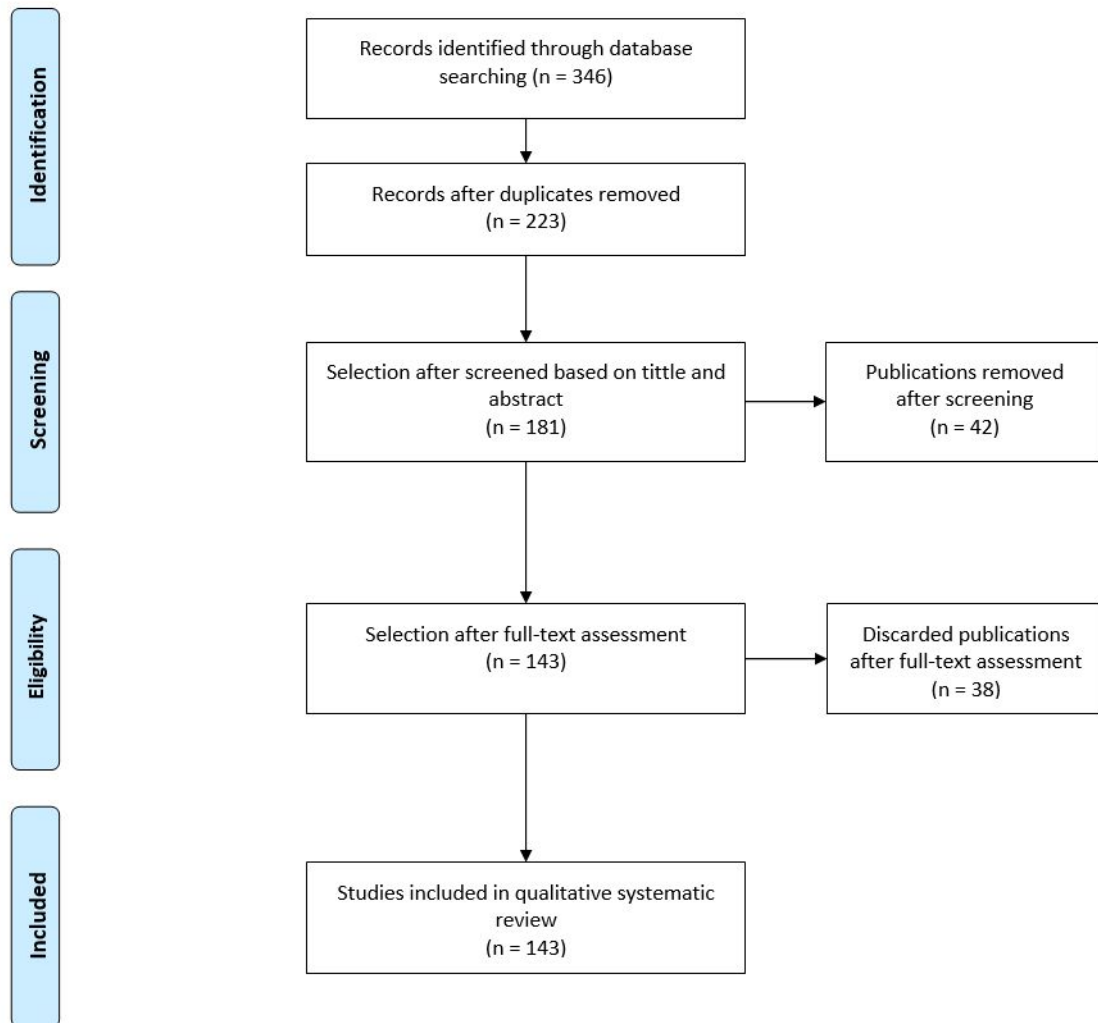 Identification
Records identified through database
searching (n = 346)
Records after duplicates removed
(n = 223)
Screening
Selection after screened based on tittle and
abstract
(n = 181)
Publications removed
after screening
(n = 42)
Eligibility
Selection after full-text assessment
(n = 143)
Discarded publications
after full-text assessment
(n = 38)
Included
Studies included in qualitative systematic
review
(n = 143)